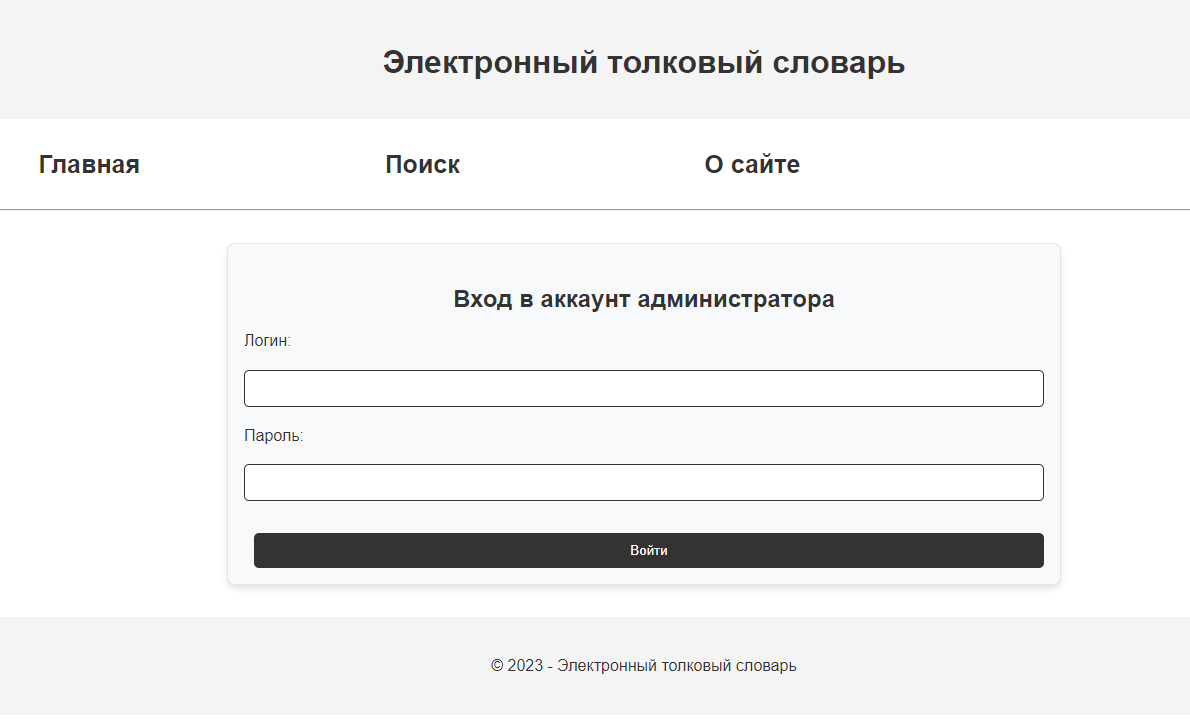 Электронный толковый словарь
Главная Поиск О сайте
Вход в аккаунт администратора
Логин:
Пароль:
Войти
© 2023 - Электронный толковый словарь